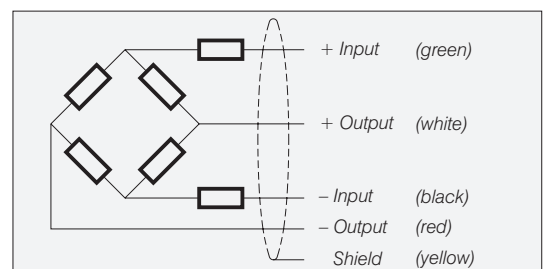 + Input (green)
+ Output (white)
– Input (black)
– Output (red)
Shield (yellow)